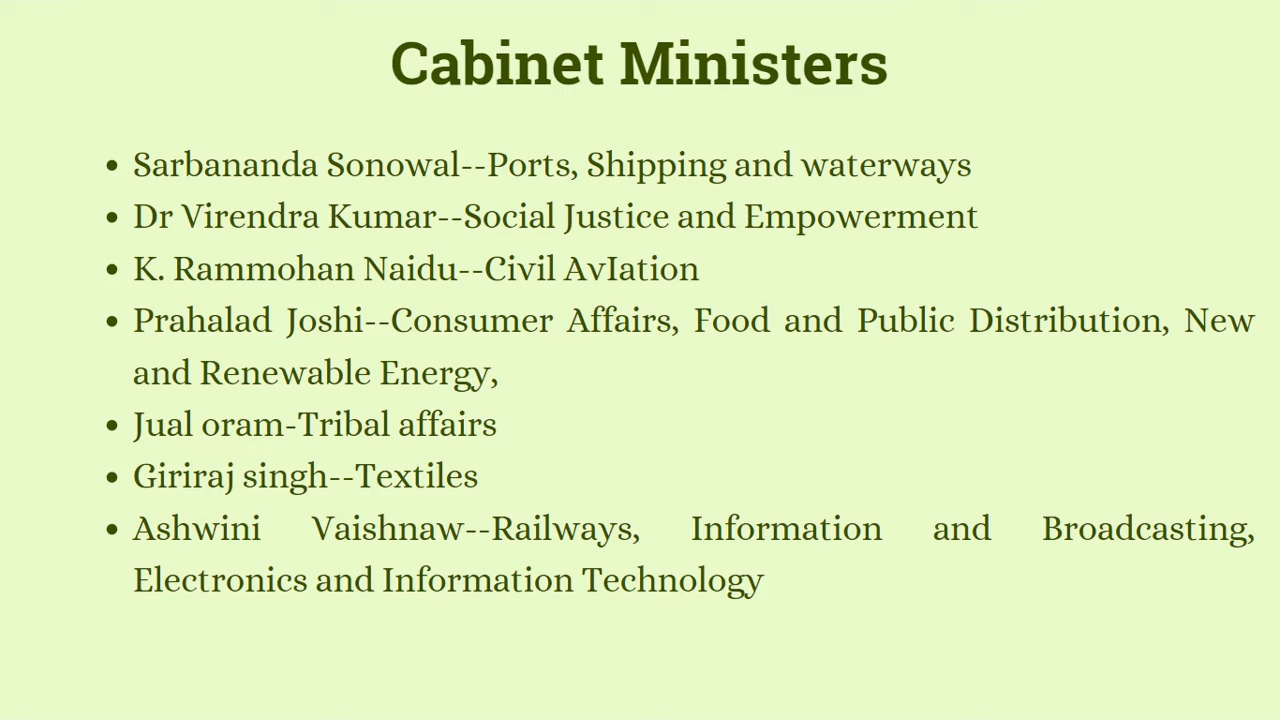 Cabinet Ministers
• Sarbananda Sonowal--Ports, Shipping and waterways
• Dr Virendra Kumar--Social Justice and Empowerment
• K. Rammohan Naidu--Civil AvIation
• Prahalad Joshi--Consumer Affairs, Food and Public Distribution, New
and Renewable Energy,
• Jual oram-Tribal affairs
• Giriraj singh--Textiles
• Ashwini Vaishnaw--Railways, Information and Broadcasting,
Electronics and Information Technology